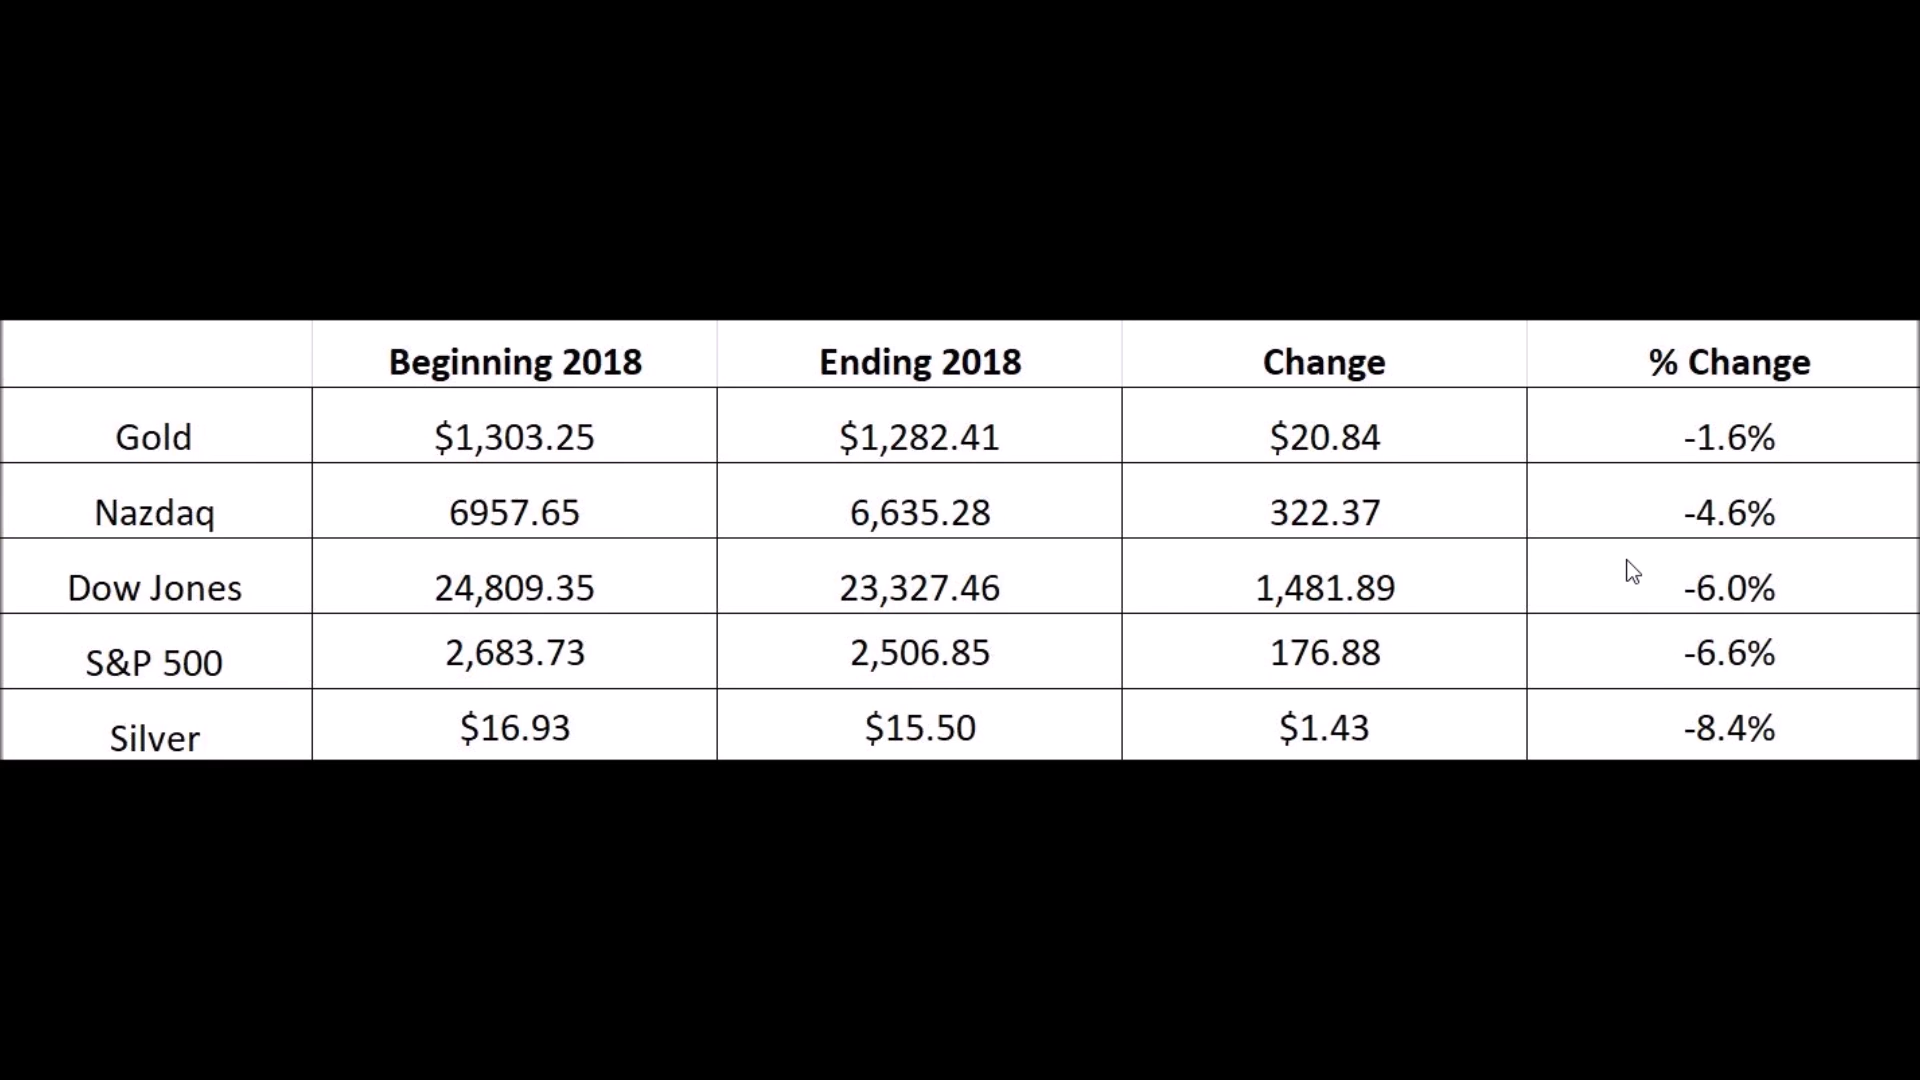 Beginning 2018 Ending 2018 Change % Change
Gold $1,303.25 $1,282.41 $20.84 -1.6%
Nazdaq 6957.65 6,635.28 322.37 -4.6%
Dow Jones 24,809.35 23,327.46 1,481.89 -6.0%
S&P 500 2,683.73 2,506.85 176.88 -6.6%
Silver $16.93 $15.50 $1.43 -8.4%